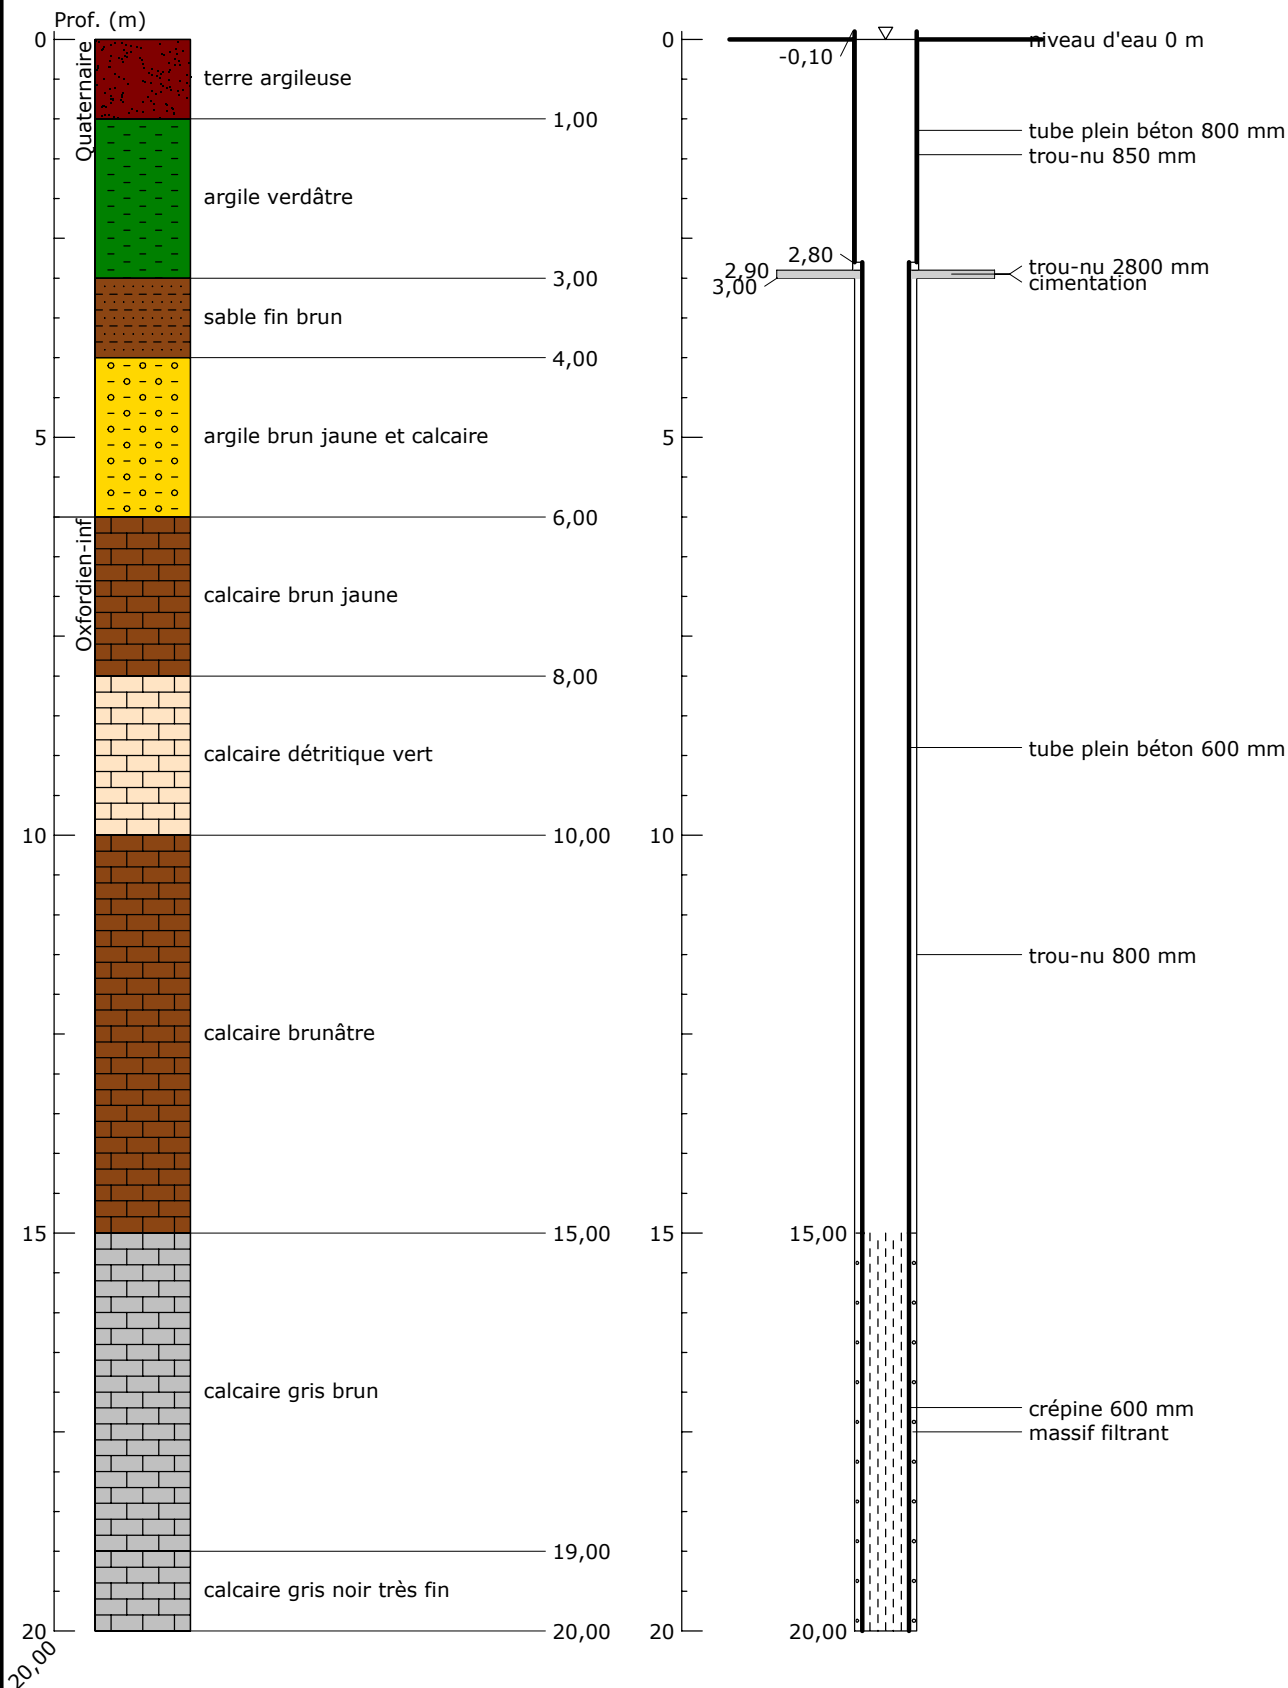 Prof. (m)
0
Quaternaire
terre argileuse
1,00
argile verdâtre
3,00
sable fin brun
4,00
5
argile brun jaune et calcaire
6,00
Oxfordien-inf
calcaire brun jaune
8,00
calcaire détritique vert
10
10,00
calcaire brunâtre
15
15,00
calcaire gris brun
19,00
calcaire gris noir très fin
20
20,00
20,00
0
-0,10
niveau d'eau 0 m
tube plein béton 800 mm
trou-nu 850 mm
2,80
2,90
3,00
trou-nu 2800 mm
cimentation
5
tube plein béton 600 mm
10
trou-nu 800 mm
15
15,00
crépine 600 mm
massif filtrant
20
20,00